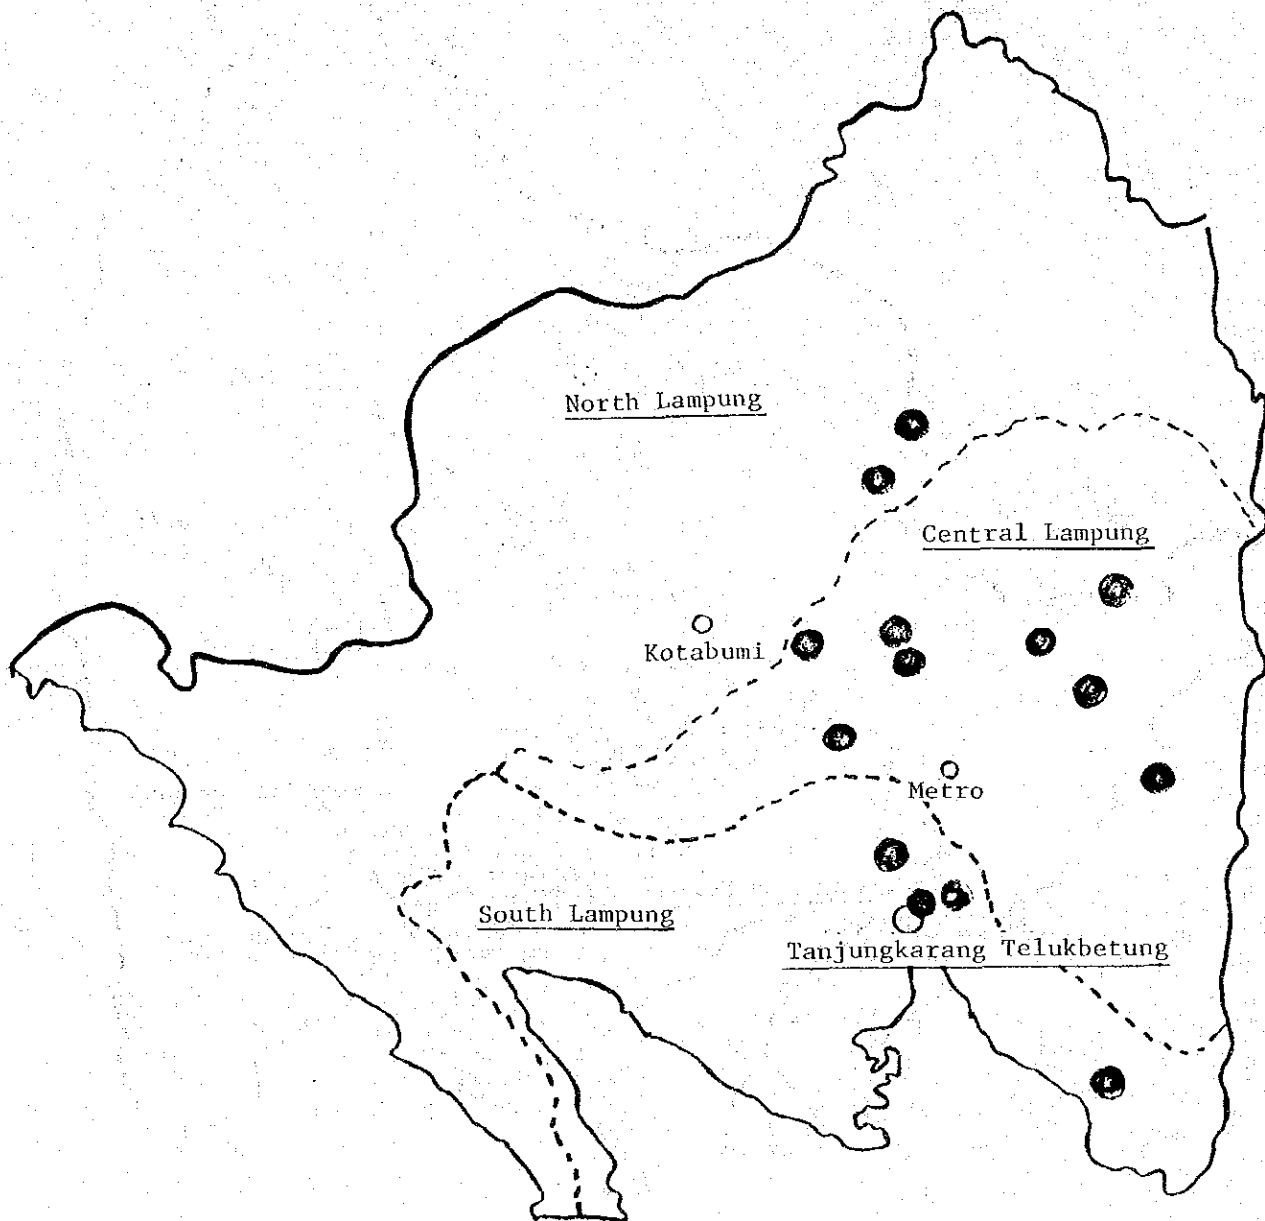 North Lampung
Central Lampung
Kotabumi
Metro
South Lampung
Tanjungkarang Telukbetung